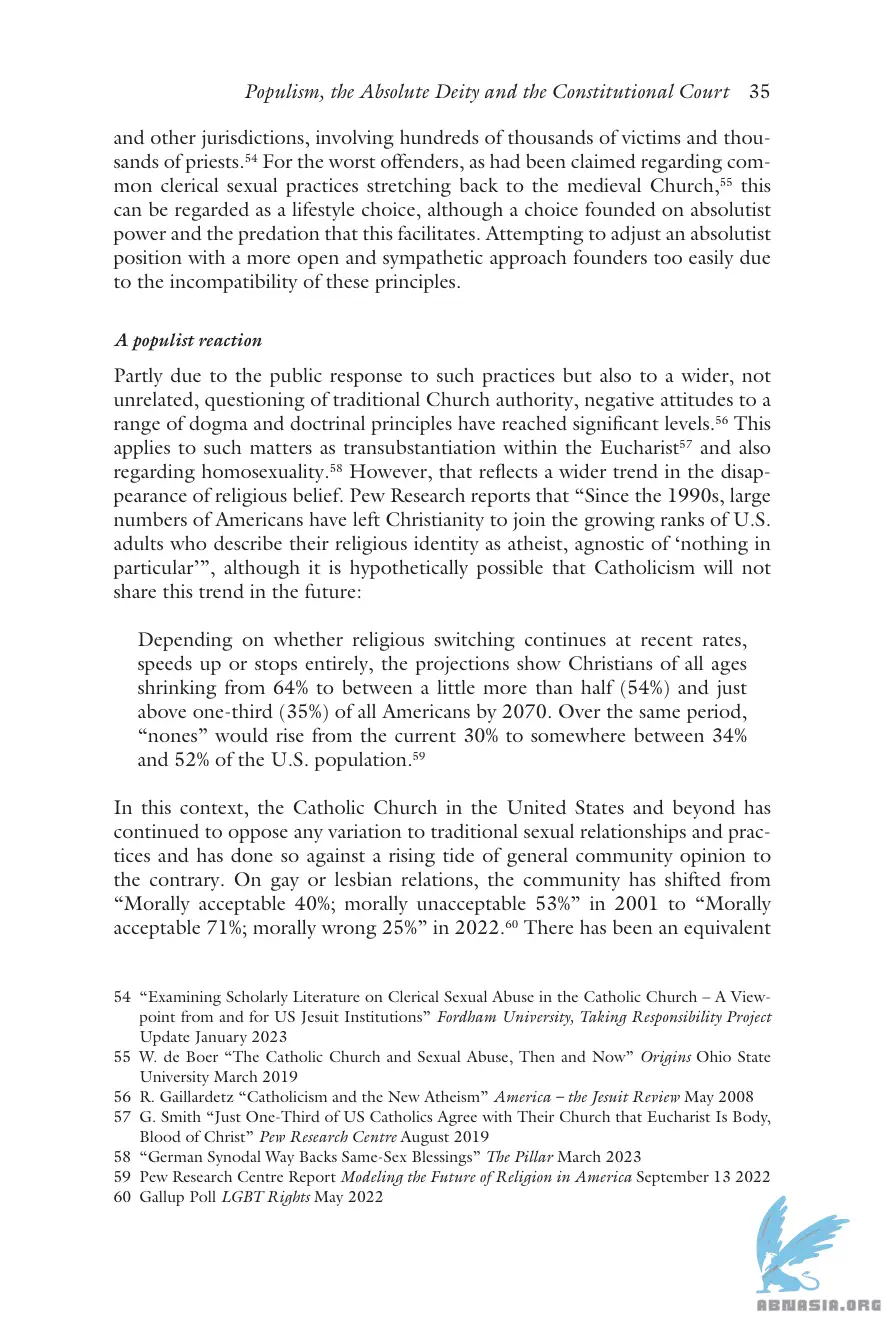 Populism, the Absolute Deity and the Constitutional Court 35
and other jurisdictions, involving hundreds of thousands of victims and thou-
sands of priests.⁵⁴ For the worst offenders, as had been claimed regarding com-
mon clerical sexual practices stretching back to the medieval Church,⁵⁵ this
can be regarded as a lifestyle choice, although a choice founded on absolutist
power and the predation that this facilitates. Attempting to adjust an absolutist
position with a more open and sympathetic approach founders too easily due
to the incompatibility of these principles.
A populist reaction
Partly due to the public response to such practices but also to a wider, not
unrelated, questioning of traditional Church authority, negative attitudes to a
range of dogma and doctrinal principles have reached significant levels.⁵⁶ This
applies to such matters as transubstantiation within the Eucharist⁵⁷ and also
regarding homosexuality.⁵⁸ However, that reflects a wider trend in the disap-
pearance of religious belief. Pew Research reports that “Since the 1990s, large
numbers of Americans have left Christianity to join the growing ranks of U.S.
adults who describe their religious identity as atheist, agnostic of ‘nothing in
particular’”, although it is hypothetically possible that Catholicism will not
share this trend in the future:
Depending on whether religious switching continues at recent rates,
speeds up or stops entirely, the projections show Christians of all ages
shrinking from 64% to between a little more than half (54%) and just
above one-third (35%) of all Americans by 2070. Over the same period,
“nones” would rise from the current 30% to somewhere between 34%
and 52% of the U.S. population.⁵⁹
In this context, the Catholic Church in the United States and beyond has
continued to oppose any variation to traditional sexual relationships and prac-
tices and has done so against a rising tide of general community opinion to
the contrary. On gay or lesbian relations, the community has shifted from
“Morally acceptable 40%; morally unacceptable 53%” in 2001 to “Morally
acceptable 71%; morally wrong 25%” in 2022.⁶⁰ There has been an equivalent
54 “Examining Scholarly Literature on Clerical Sexual Abuse in the Catholic Church – A View-
point from and for US Jesuit Institutions” Fordham University, Taking Responsibility Project
Update January 2023
55 W. de Boer “The Catholic Church and Sexual Abuse, Then and Now” Origins Ohio State
University March 2019
56 R. Gaillardetz “Catholicism and the New Atheism” America – the Jesuit Review May 2008
57 G. Smith “Just One-Third of US Catholics Agree with Their Church that Eucharist Is Body,
Blood of Christ” Pew Research Centre August 2019
58 “German Synodal Way Backs Same-Sex Blessings” The Pillar March 2023
59 Pew Research Centre Report Modeling the Future of Religion in America September 13 2022
60 Gallup Poll LGBT Rights May 2022
ABNASIA.ORG